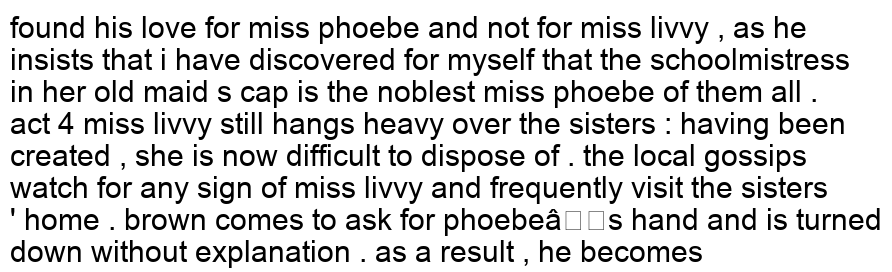 found his love for miss phoebe and not for miss livvy , as he
insists that i have discovered for myself that the schoolmistress
in her old maid s cap is the noblest miss phoebe of them all .
act 4 miss livvy still hangs heavy over the sisters : having been
created , she is now difficult to dispose of . the local gossips
watch for any sign of miss livvy and frequently visit the sisters
' home . brown comes to ask for phoebeâ□□s hand and is turned
down without explanation . as a result , he becomes